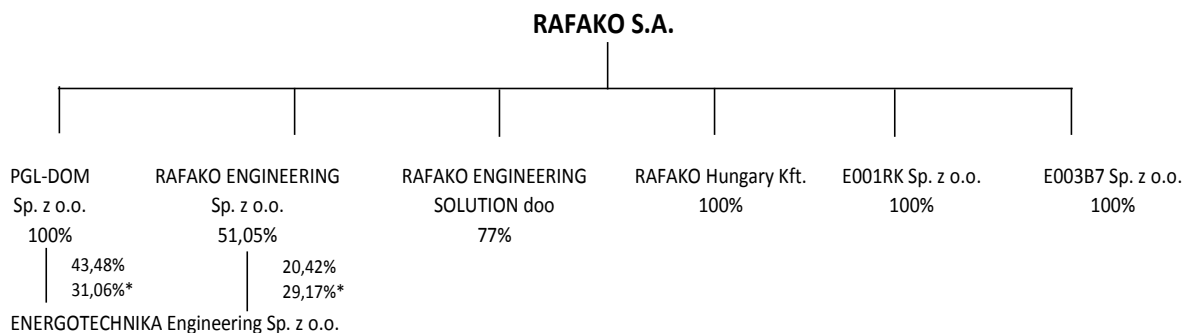 RAFAKO S.A.
PGL-DOM
Sp. z o.o.
100%
RAFAKO ENGINEERING
Sp. z o.o.
51,05%
RAFAKO ENGINEERING
SOLUTION doo
77%
RAFAKO Hungary Kft.
100%
E001RK Sp. z o.o.
100%
E003B7 Sp. z o.o.
100%
43,48%
31,06%*
20,42%
29,17%*
ENERGOTECHNIKA Engineering Sp. z o.o.